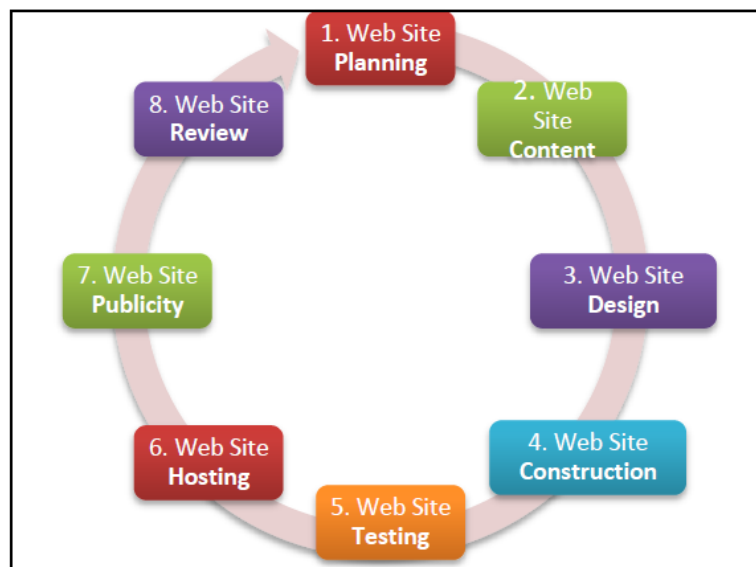 1. Web Site
Planning
2. Web
Site
Content
3. Web Site
Design
4. Web Site
Construction
5. Web Site
Testing
6. Web Site
Hosting
7. Web Site
Publicity
8. Web Site
Review